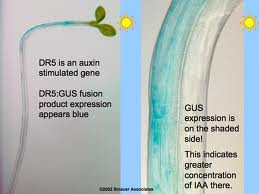 DR5 is an auxin
stimulated gene
DR5:GUS fusion
product expression
appears blue
GUS
expression is
on the shaded
side!
This indicates
greater
concentration
of IAA there.
©2002 Sinauer Associates